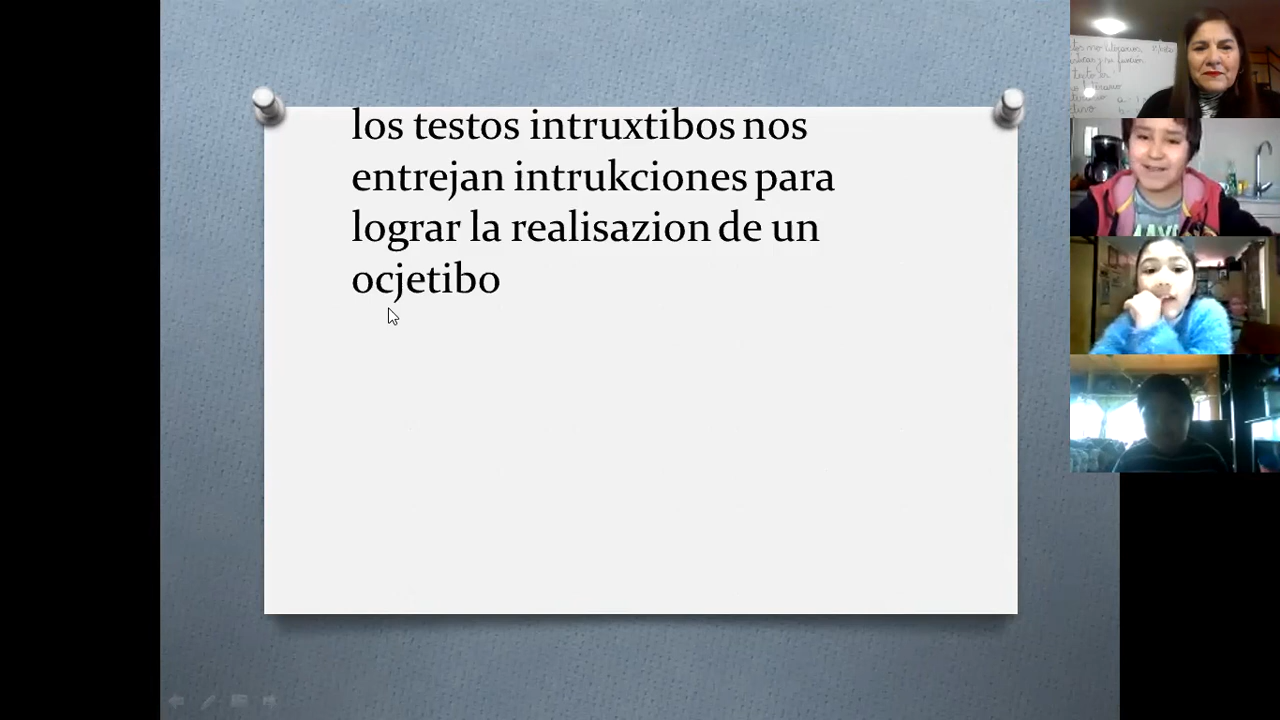 los testos intruxtibos nos
entrejan intrukciones para
lograr la realisazion de un
ocjetibo